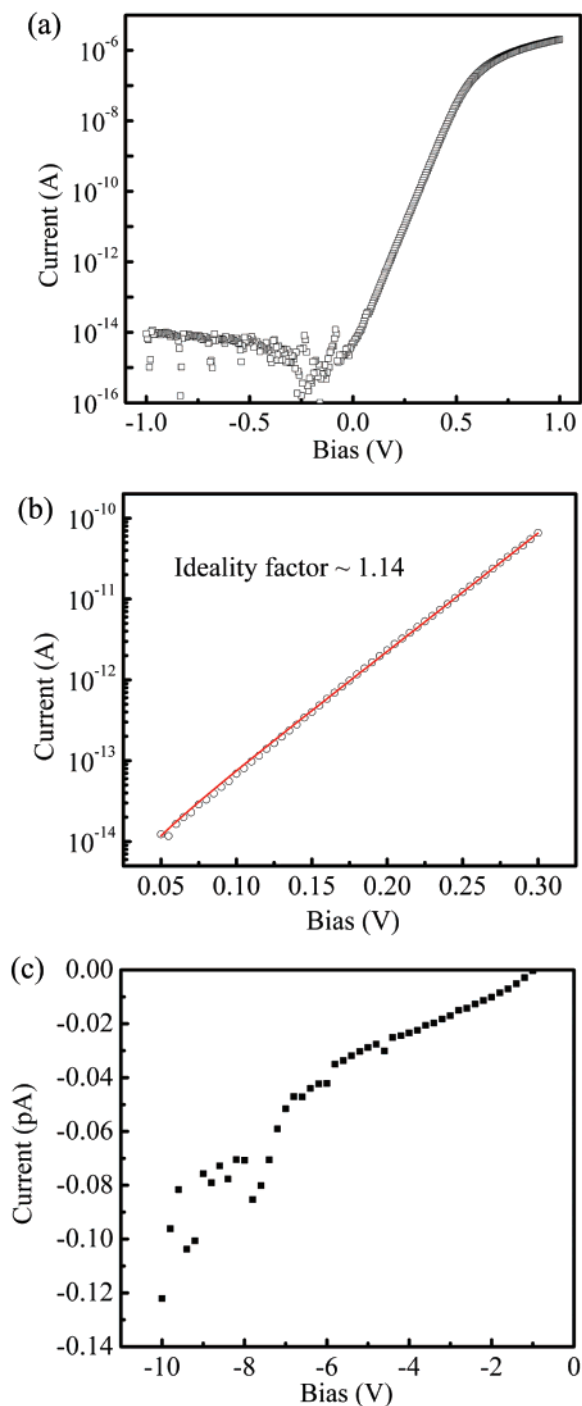 (a)
10⁻⁶
10⁻⁸
10⁻¹⁰
10⁻¹²
10⁻¹⁴
10⁻¹⁶
Current (A)
-1.0 -0.5 0.0 0.5 1.0
Bias (V)
(b)
10⁻¹⁰
10⁻¹¹
10⁻¹²
10⁻¹³
10⁻¹⁴
Current (A)
Ideality factor ~ 1.14
0.05 0.10 0.15 0.20 0.25 0.30
Bias (V)
(c)
0.00
-0.02
-0.04
-0.06
-0.08
-0.10
-0.12
-0.14
Current (pA)
-10 -8 -6 -4 -2 0
Bias (V)